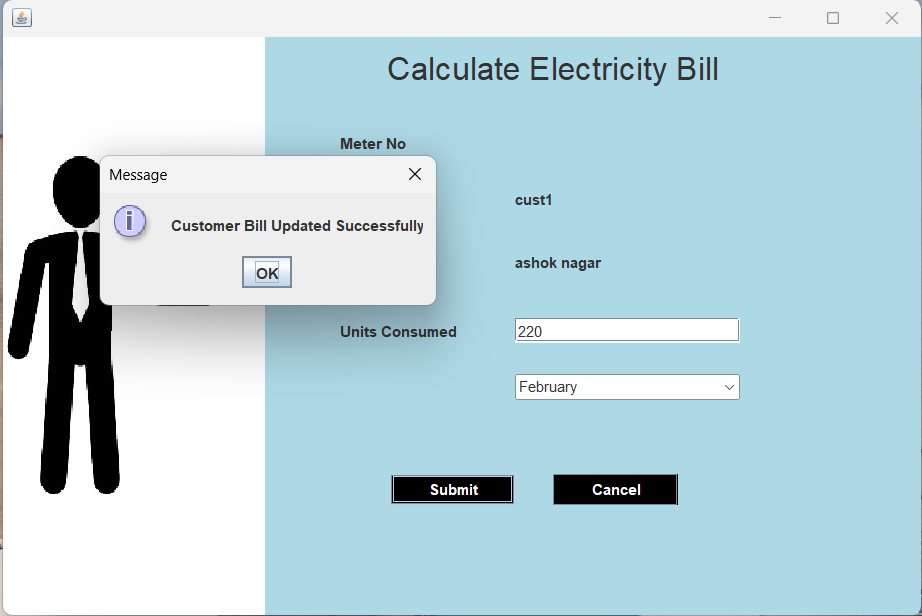 Calculate Electricity Bill
Meter No
Message
Customer Bill Updated Successfully
OK
cust1
ashok nagar
Units Consumed
220
February
Submit
Cancel